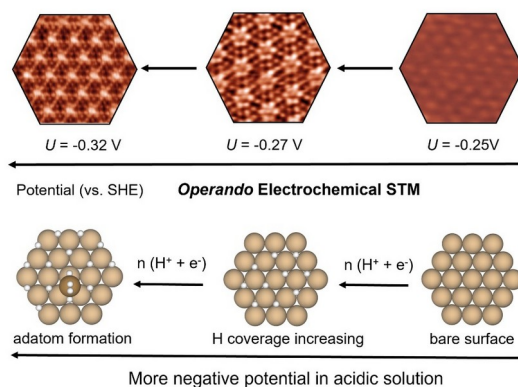 U = -0.32 V
U = -0.27 V
U = -0.25V
Potential (vs. SHE)
Operando Electrochemical STM
n (H⁺ + e⁻)
n (H⁺ + e⁻)
adatom formation
H coverage increasing
bare surface
More negative potential in acidic solution